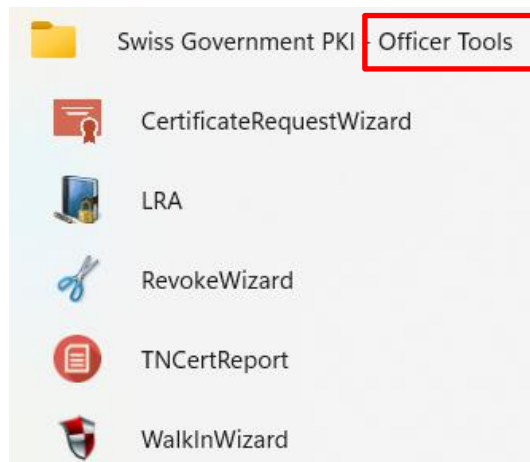 Swiss Government PKI - Officer Tools
CertificateRequestWizard
LRA
RevokeWizard
TNCertReport
WalkInWizard